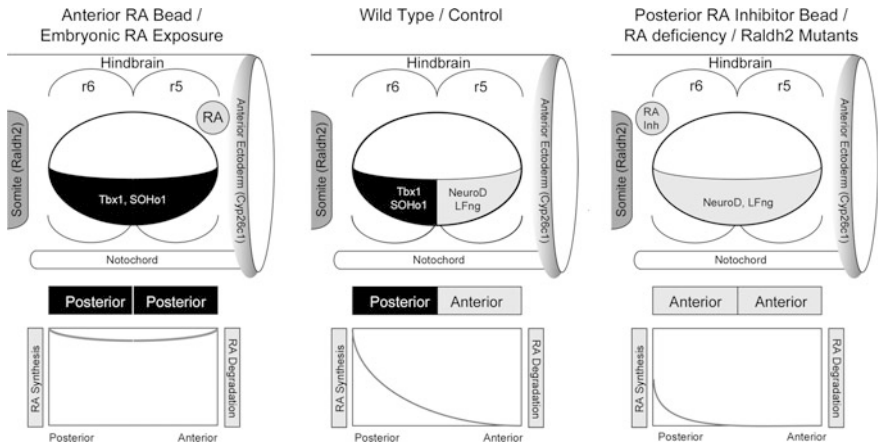 Anterior RA Bead /
Embryonic RA Exposure
Hindbrain
r6 r5
RA
Somite (Raldh2)
Anterior Ectoderm (Cyp26c1)
Tbx1, SOHo1
Notochord
Posterior Posterior
RA Synthesis
RA Degradation
Posterior Anterior
Wild Type / Control
Hindbrain
r6 r5
Somite (Raldh2)
Anterior Ectoderm (Cyp26c1)
Tbx1 NeuroD
SOHo1 LFng
Notochord
Posterior Anterior
RA Synthesis
RA Degradation
Posterior Anterior
Posterior RA Inhibitor Bead /
RA deficiency / Raldh2 Mutants
Hindbrain
r6 r5
RA
Inh
Somite (Raldh2)
Anterior Ectoderm (Cyp26c1)
NeuroD, LFng
Notochord
Anterior Anterior
RA Synthesis
RA Degradation
Posterior Anterior